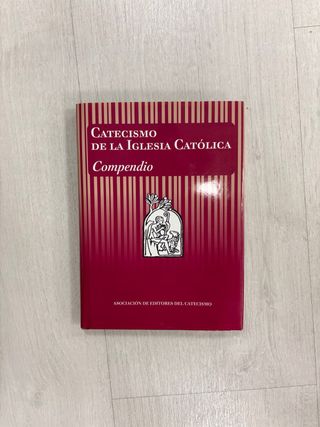 CATECISMO
DE LA IGLESIA CATÓLICA
Compendio
ASOCIACIÓN DE EDITORES DEL CATECISMO